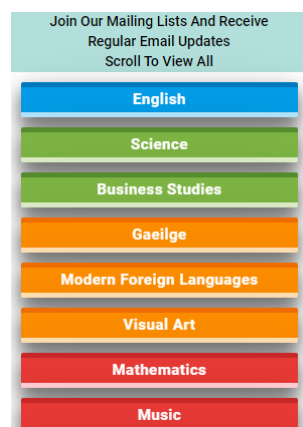 Join Our Mailing Lists And Receive
Regular Email Updates
Scroll To View All
English
Science
Business Studies
Gaeilge
Modern Foreign Languages
Visual Art
Mathematics
Music